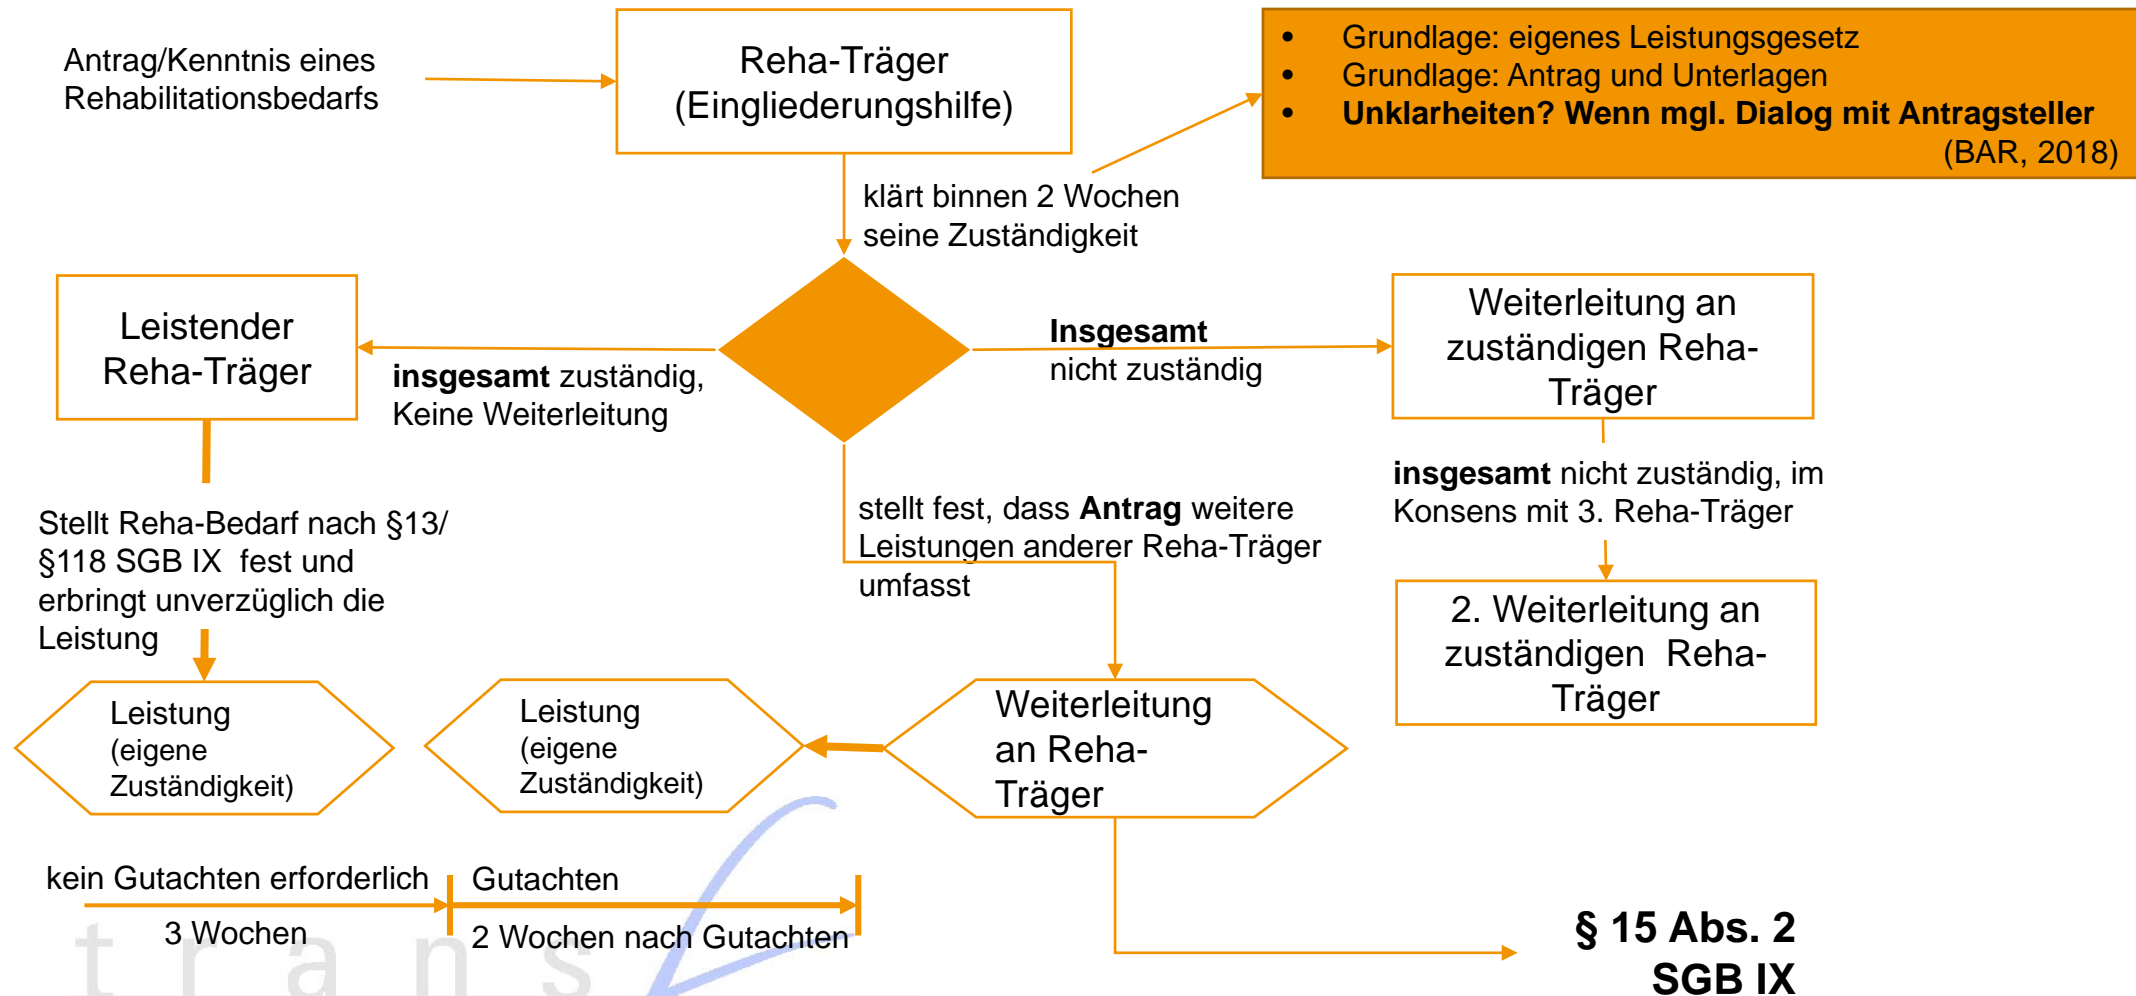 Antrag/Kenntnis eines
Rehabilitationsbedarfs
Reha-Träger
(Eingliederungshilfe)
• Grundlage: eigenes Leistungsgesetz
• Grundlage: Antrag und Unterlagen
• Unklarheiten? Wenn mgl. Dialog mit Antragsteller
(BAR, 2018)
klärt binnen 2 Wochen
seine Zuständigkeit
Leistender
Reha-Träger
insgesamt zuständig,
Keine Weiterleitung
Insgesamt
nicht zuständig
Weiterleitung an
zuständigen Reha-
Träger
Stellt Reha-Bedarf nach §13/
§118 SGB IX  fest und
erbringt unverzüglich die
Leistung
stellt fest, dass Antrag weitere
Leistungen anderer Reha-Träger
umfasst
insgesamt nicht zuständig, im
Konsens mit 3. Reha-Träger
2. Weiterleitung an
zuständigen  Reha-
Träger
Leistung
(eigene
Zuständigkeit)
Leistung
(eigene
Zuständigkeit)
Weiterleitung
an Reha-
Träger
kein Gutachten erforderlich
3 Wochen
Gutachten
2 Wochen nach Gutachten
§ 15 Abs. 2
SGB IX
trans